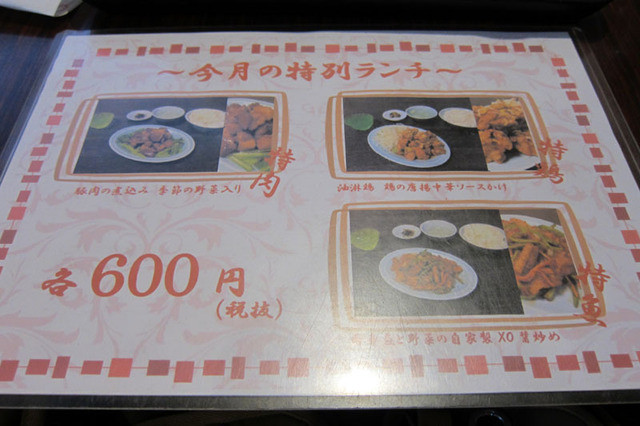 ～今月の特別ランチ～
特肉
豚肉の煮込み 季節の野菜入り
特鶏
油淋鶏 鶏の唐揚中華ソースかけ
各600円
(税抜)
特魚
と野菜の自家製XO醤炒め